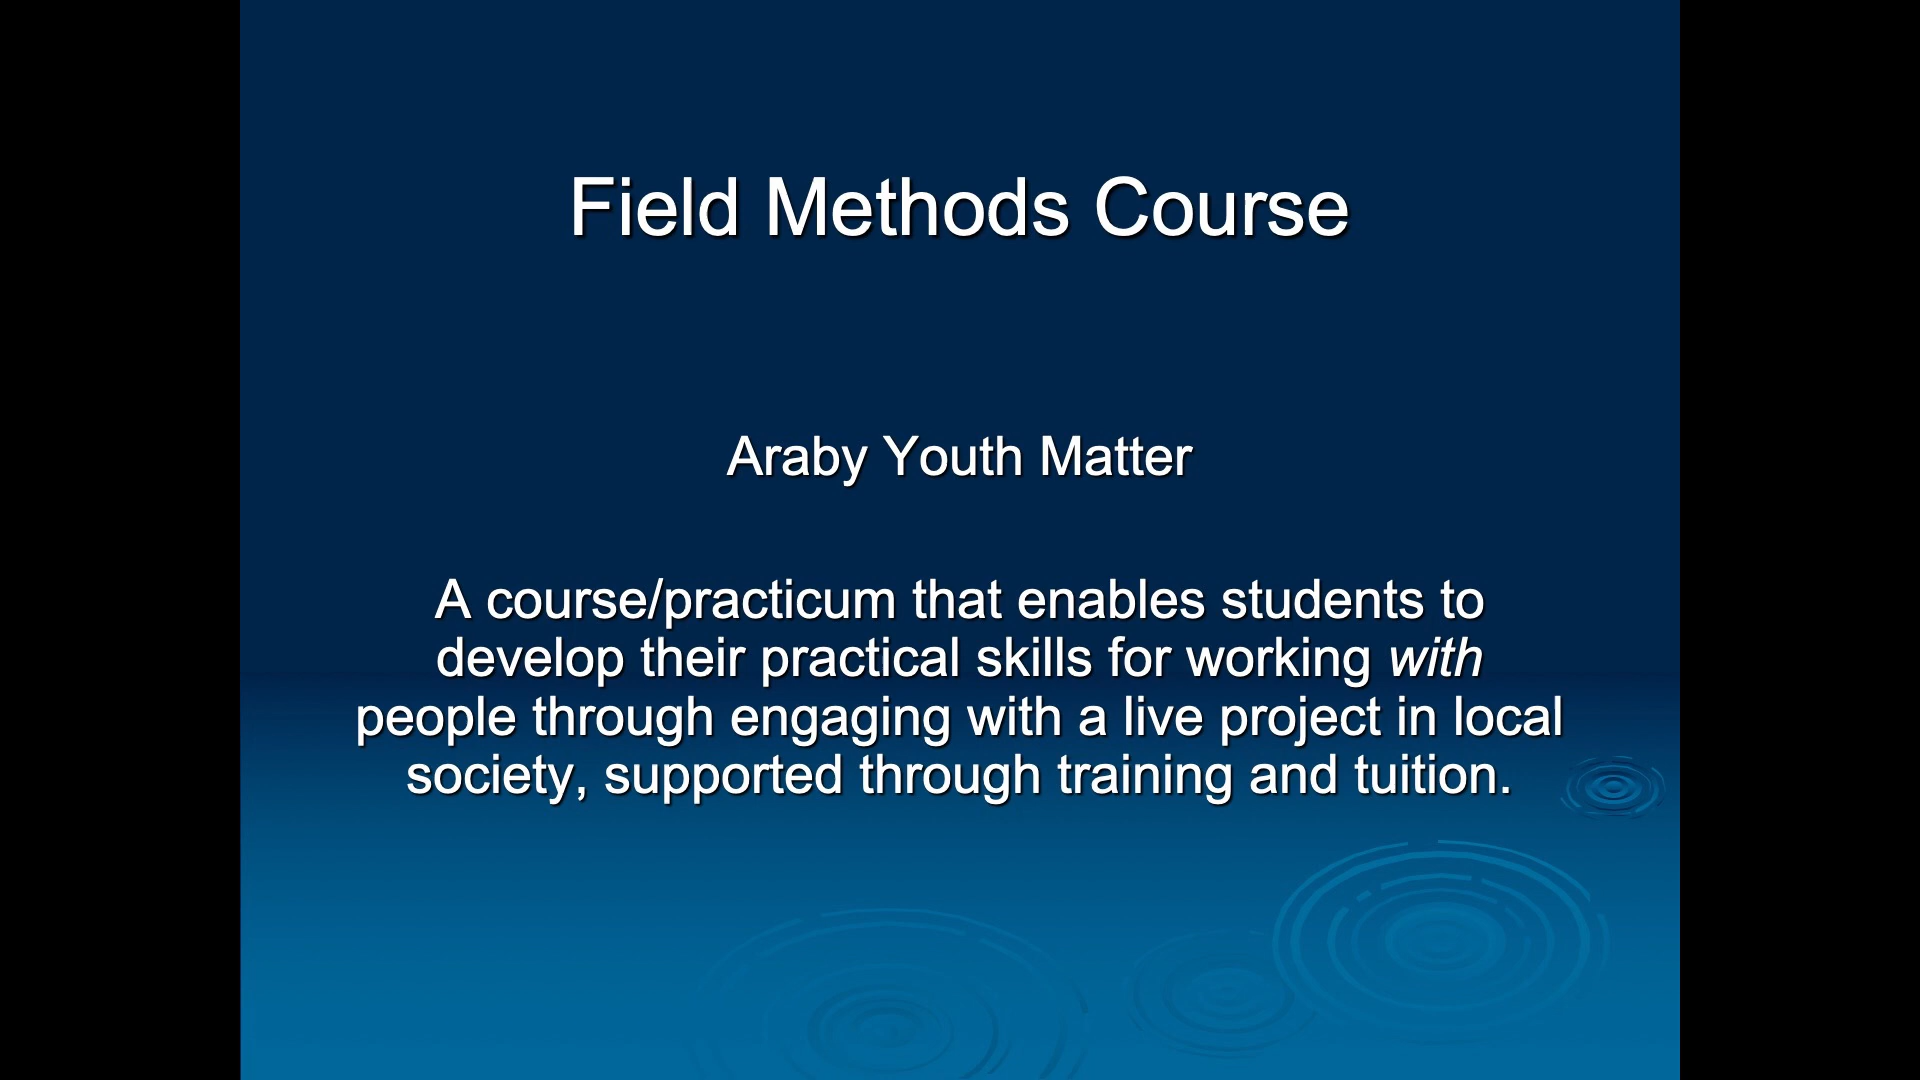 Field Methods Course
Araby Youth Matter
A course/practicum that enables students to
develop their practical skills for working with
people through engaging with a live project in local
society, supported through training and tuition.